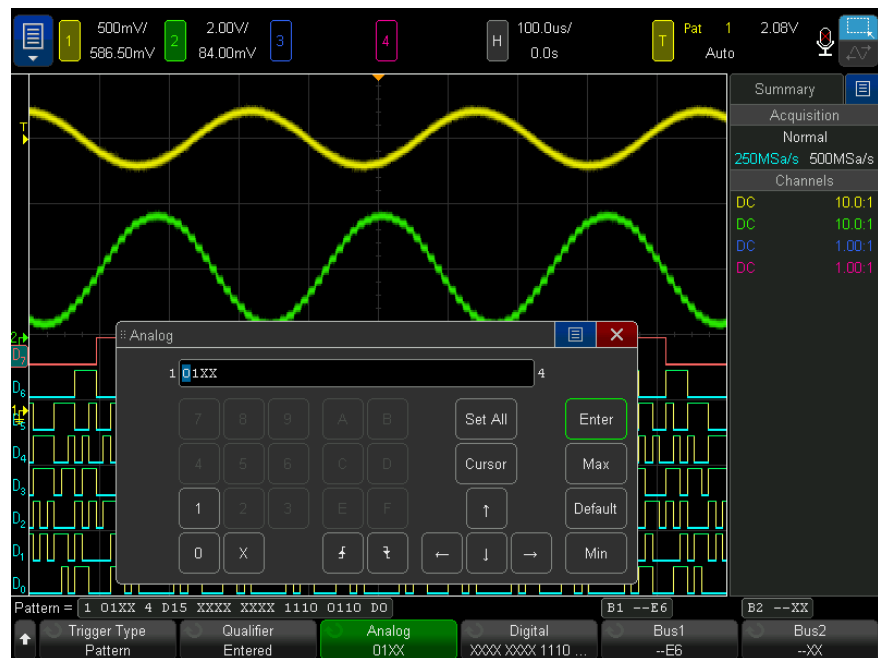 1 500mV/ 586.50mV 2 2.00V/ 84.00mV 3 4 H 100.0us/ 0.0s T Pat 1 2.08V Auto
Summary
Acquisition
Normal
250MSa/s 500MSa/s
Channels
DC 10.0:1
DC 10.0:1
DC 1.00:1
DC 1.00:1
T
2
D7
D6
D5
D4
D3
D2
D1
D0
Analog
1 01XX 4
7 8 9 A B Set All Enter
4 5 6 C D Cursor Max
1 2 3 E F ↑ Default
0 X ← ↓ → Min
Pattern = 1 01XX 4 D15 XXXX XXXX 1110 0110 D0 B1 --E6 B2 --XX
Trigger Type Qualifier Analog Digital Bus1 Bus2
Pattern Entered 01XX XXXX XXXX 1110 ... --E6 --XX